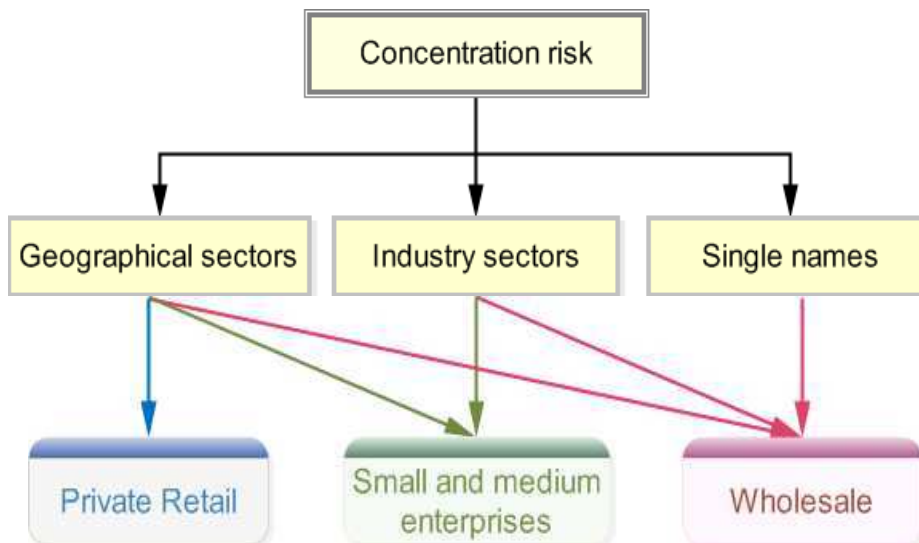 Concentration risk
Geographical sectors
Industry sectors
Single names
Private Retail
Small and medium
enterprises
Wholesale